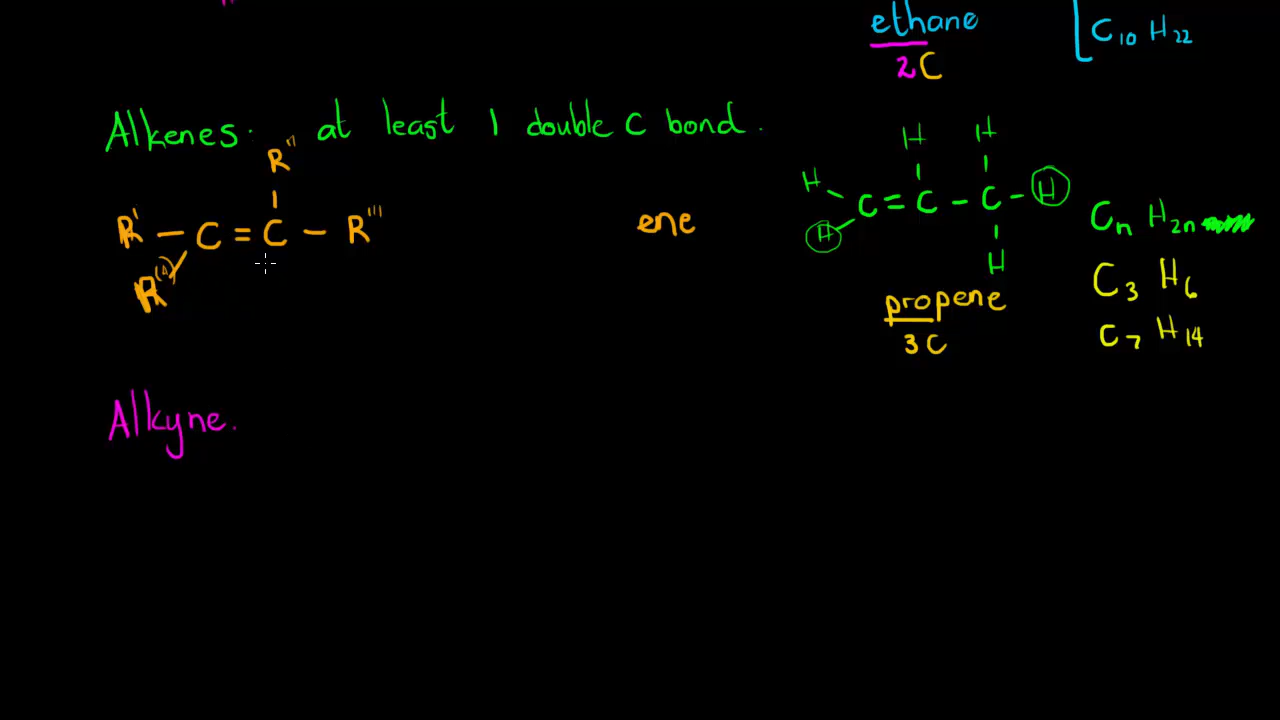 ethane
2C
C10 H22
Alkenes. at least 1 double C bond.
R''
R' — C = C — R'''
R(4)
ene
H H
H
C = C — C — H
H
H
propene
3C
Cn H2n
C3 H6
C7 H14
Alkyne.